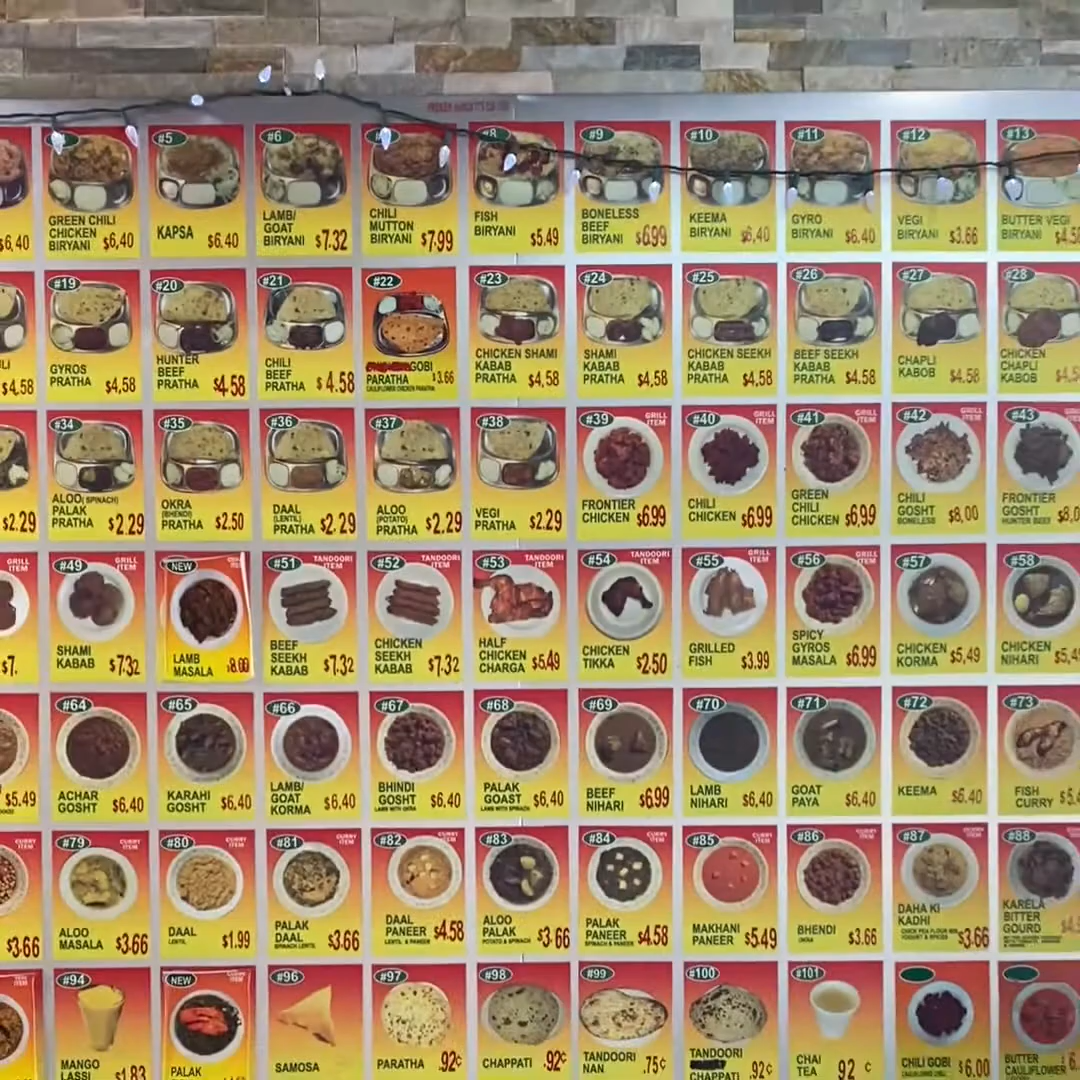 #5
#6
#8
#9
#10
#11
#12
#13
$6,40
GREEN CHILI
CHICKEN
BIRYANI $6,40
KAPSA $6.40
LAMB/
GOAT
BIRYANI $7.32
CHILI
MUTTON
BIRYANI $7.99
FISH
BIRYANI $5.49
BONELESS
BEEF
BIRYANI $6.99
KEEMA
BIRYANI $6,40
GYRO
BIRYANI $6.40
VEGI
BIRYANI $3.66
BUTTER VEGI
BIRYANI
#19
#20
#21
#22
#23
#24
#25
#26
#27
#28
$4,58
GYROS
PRATHA $4,58
HUNTER
BEEF
PRATHA $4.58
CHILI
BEEF
PRATHA $4.58
GOBI
PARATHA $3.66
CHICKEN SHAMI
KABAB
PRATHA $4,58
SHAMI
KABAB
PRATHA $4,58
CHICKEN SEEKH
KABAB
PRATHA $4,58
BEEF SEEKH
KABAB
PRATHA $4.58
CHAPLI
KABOB $4.58
CHICKEN
CHAPLI
KABOB
#34
#35
#36
#37
#38
#39 GRILL ITEM
#40 GRILL ITEM
#41 GRILL ITEM
#42 GRILL ITEM
#43 GRILL ITEM
$2.29
ALOO (SPINACH)
PALAK
PRATHA $2.29
OKRA
(BHENDI)
PRATHA $2.50
DAAL
(LENTIL)
PRATHA $2.29
ALOO
(POTATO)
PRATHA $2.29
VEGI
PRATHA $2.29
FRONTIER
CHICKEN $6.99
CHILI
CHICKEN $6.99
GREEN
CHILI
CHICKEN $6,99
CHILI
GOSHT
BONELESS $8,00
FRONTIER
GOSHT
HUNTER BEEF
GRILL ITEM
#49 GRILL ITEM
NEW
#51 TANDOORI ITEM
#52 TANDOORI ITEM
#53 TANDOORI ITEM
#54 TANDOORI ITEM
#55 GRILL ITEM
#56 GRILL ITEM
#57
#58
$7.
SHAMI
KABAB $7,32
LAMB
MASALA $8.00
BEEF
SEEKH
KABAB $7,32
CHICKEN
SEEKH
KABAB $7,32
HALF
CHICKEN
CHARGA $5,49
CHICKEN
TIKKA $2.50
GRILLED
FISH $3.99
SPICY
GYROS
MASALA $6.99
CHICKEN
KORMA $5,49
CHICKEN
NIHARI
#64
#65
#66
#67
#68
#69
#70
#71
#72
#73
$5.49
ACHAR
GOSHT $6,40
KARAHI
GOSHT $6,40
LAMB/
GOAT
KORMA $6,40
BHINDI
GOSHT $6,40
LAMB WITH OKRA
PALAK
GOAST $6,40
LAMB WITH SPINACH
BEEF
NIHARI $6.99
LAMB
NIHARI $6,40
GOAT
PAYA $6,40
KEEMA $6.40
FISH
CURRY
#79 CURRY ITEM
#80 CURRY ITEM
#81 CURRY ITEM
#82 CURRY ITEM
#83 CURRY ITEM
#84 CURRY ITEM
#85 CURRY ITEM
#86 CURRY ITEM
#87 CURRY ITEM
#88 CURRY ITEM
$3.66
ALOO
MASALA $3.66
DAAL
LENTIL $1.99
PALAK
DAAL $3.66
SPINACH LENTIL
DAAL
PANEER $4.58
LENTIL & PANEER
ALOO
PALAK $3.66
POTATO & SPINACH
PALAK
PANEER $4.58
SPINACH & PANEER
MAKHANI
PANEER $5.49
BHENDI
OKRA $3.66
DAHA KI
KADHI $3.66
KARELA
BITTER
GOURD
#94
NEW
#96
#97
#98
#99
#100
#101
MANGO
LASSI $1.83
PALAK
SAMOSA
PARATHA .92¢
CHAPPATI .92¢
TANDOORI
NAN .75¢
TANDOORI
CHAPPATI .92¢
CHAI
TEA .92 ¢
CHILI GOBI $6.00
BUTTER
CAULIFLOWER